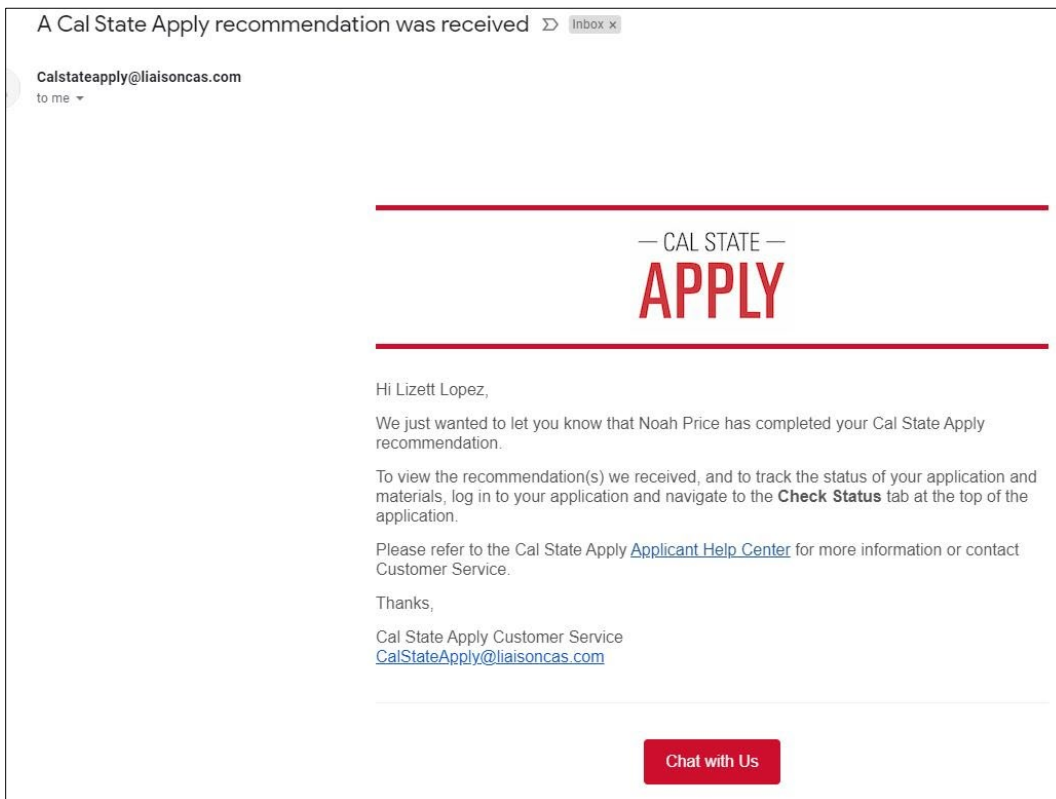 A Cal State Apply recommendation was received Inbox x
Calstateapply@liaisoncas.com
to me
— CAL STATE —
APPLY
Hi Lizett Lopez,
We just wanted to let you know that Noah Price has completed your Cal State Apply
recommendation.
To view the recommendation(s) we received, and to track the status of your application and
materials, log in to your application and navigate to the Check Status tab at the top of the
application.
Please refer to the Cal State Apply Applicant Help Center for more information or contact
Customer Service.
Thanks,
Cal State Apply Customer Service
CalStateApply@liaisoncas.com
Chat with Us